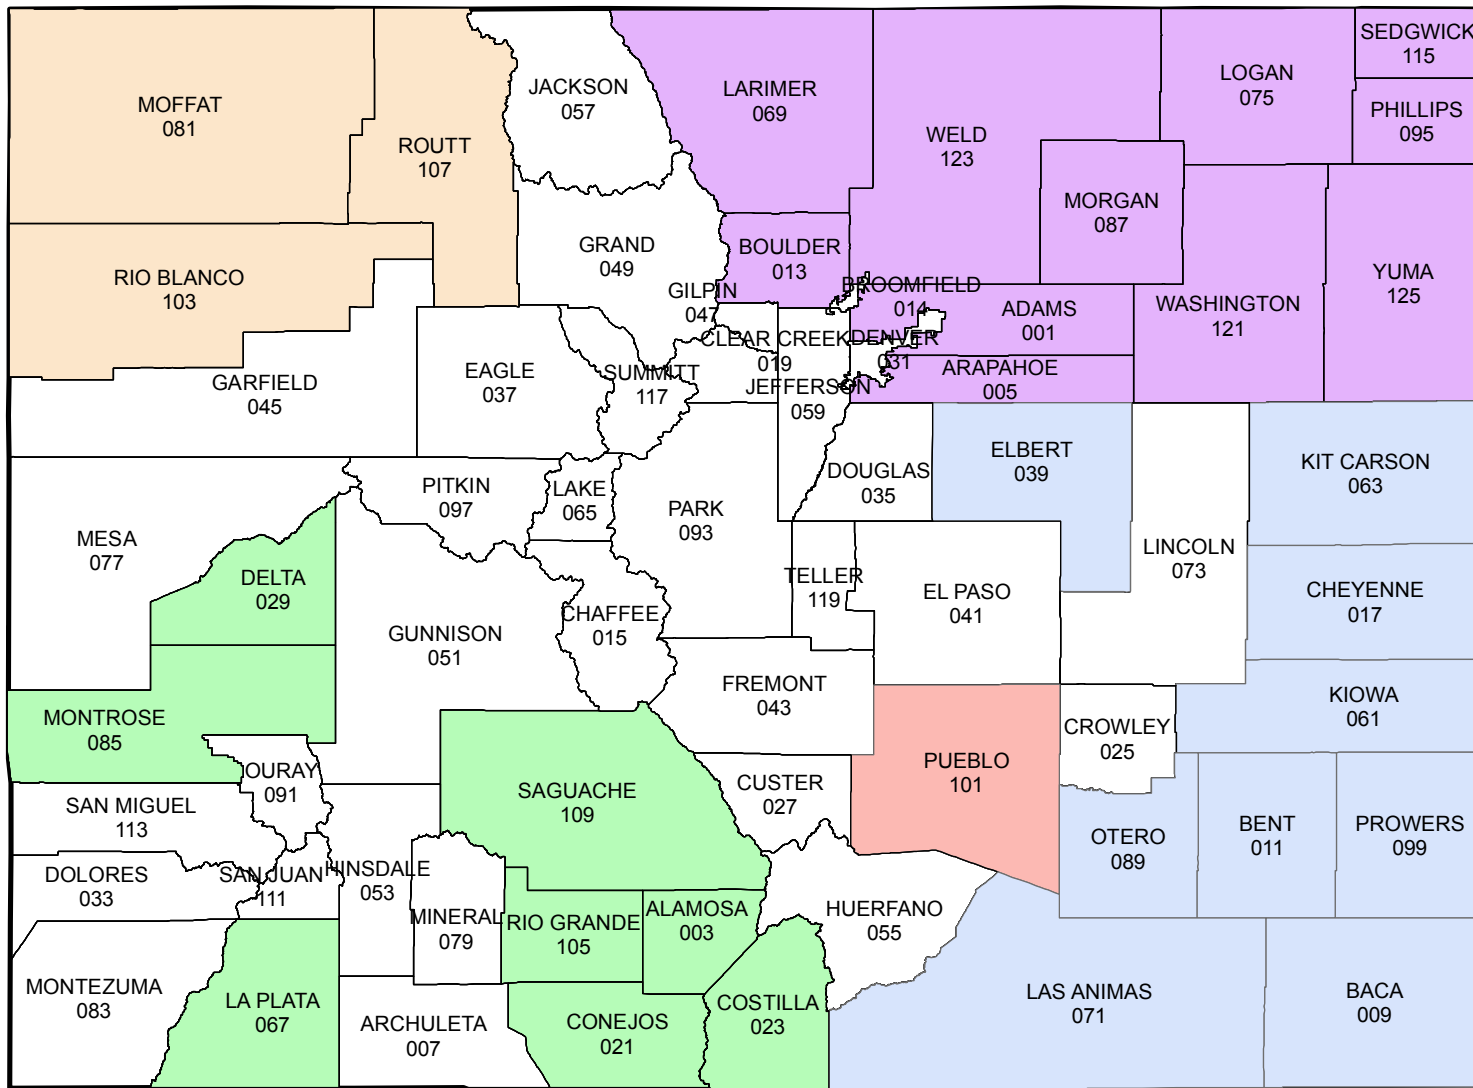 SEDGWICK
115
LOGAN
075
JACKSON
057
LARIMER
069
MOFFAT
081
PHILLIPS
095
WELD
123
ROUTT
107
MORGAN
087
GRAND
049
BOULDER
013
RIO BLANCO
103
YUMA
125
GILPIN
047
BROOMFIELD
014
ADAMS
001
WASHINGTON
121
CLEAR CREEK
019
DENVER
031
ARAPAHOE
005
EAGLE
037
SUMMITT
117
GARFIELD
045
JEFFERSON
059
ELBERT
039
KIT CARSON
063
DOUGLAS
035
PITKIN
097
LAKE
065
PARK
093
MESA
077
LINCOLN
073
DELTA
029
TELLER
119
EL PASO
041
CHEYENNE
017
CHAFFEE
015
GUNNISON
051
FREMONT
043
KIOWA
061
MONTROSE
085
CROWLEY
025
PUEBLO
101
OURAY
091
CUSTER
027
SAGUACHE
109
SAN MIGUEL
113
OTERO
089
BENT
011
PROWERS
099
DOLORES
033
SAN JUAN
111
HINSDALE
053
MINERAL
079
RIO GRANDE
105
ALAMOSA
003
HUERFANO
055
MONTEZUMA
083
LA PLATA
067
ARCHULETA
007
CONEJOS
021
COSTILLA
023
LAS ANIMAS
071
BACA
009